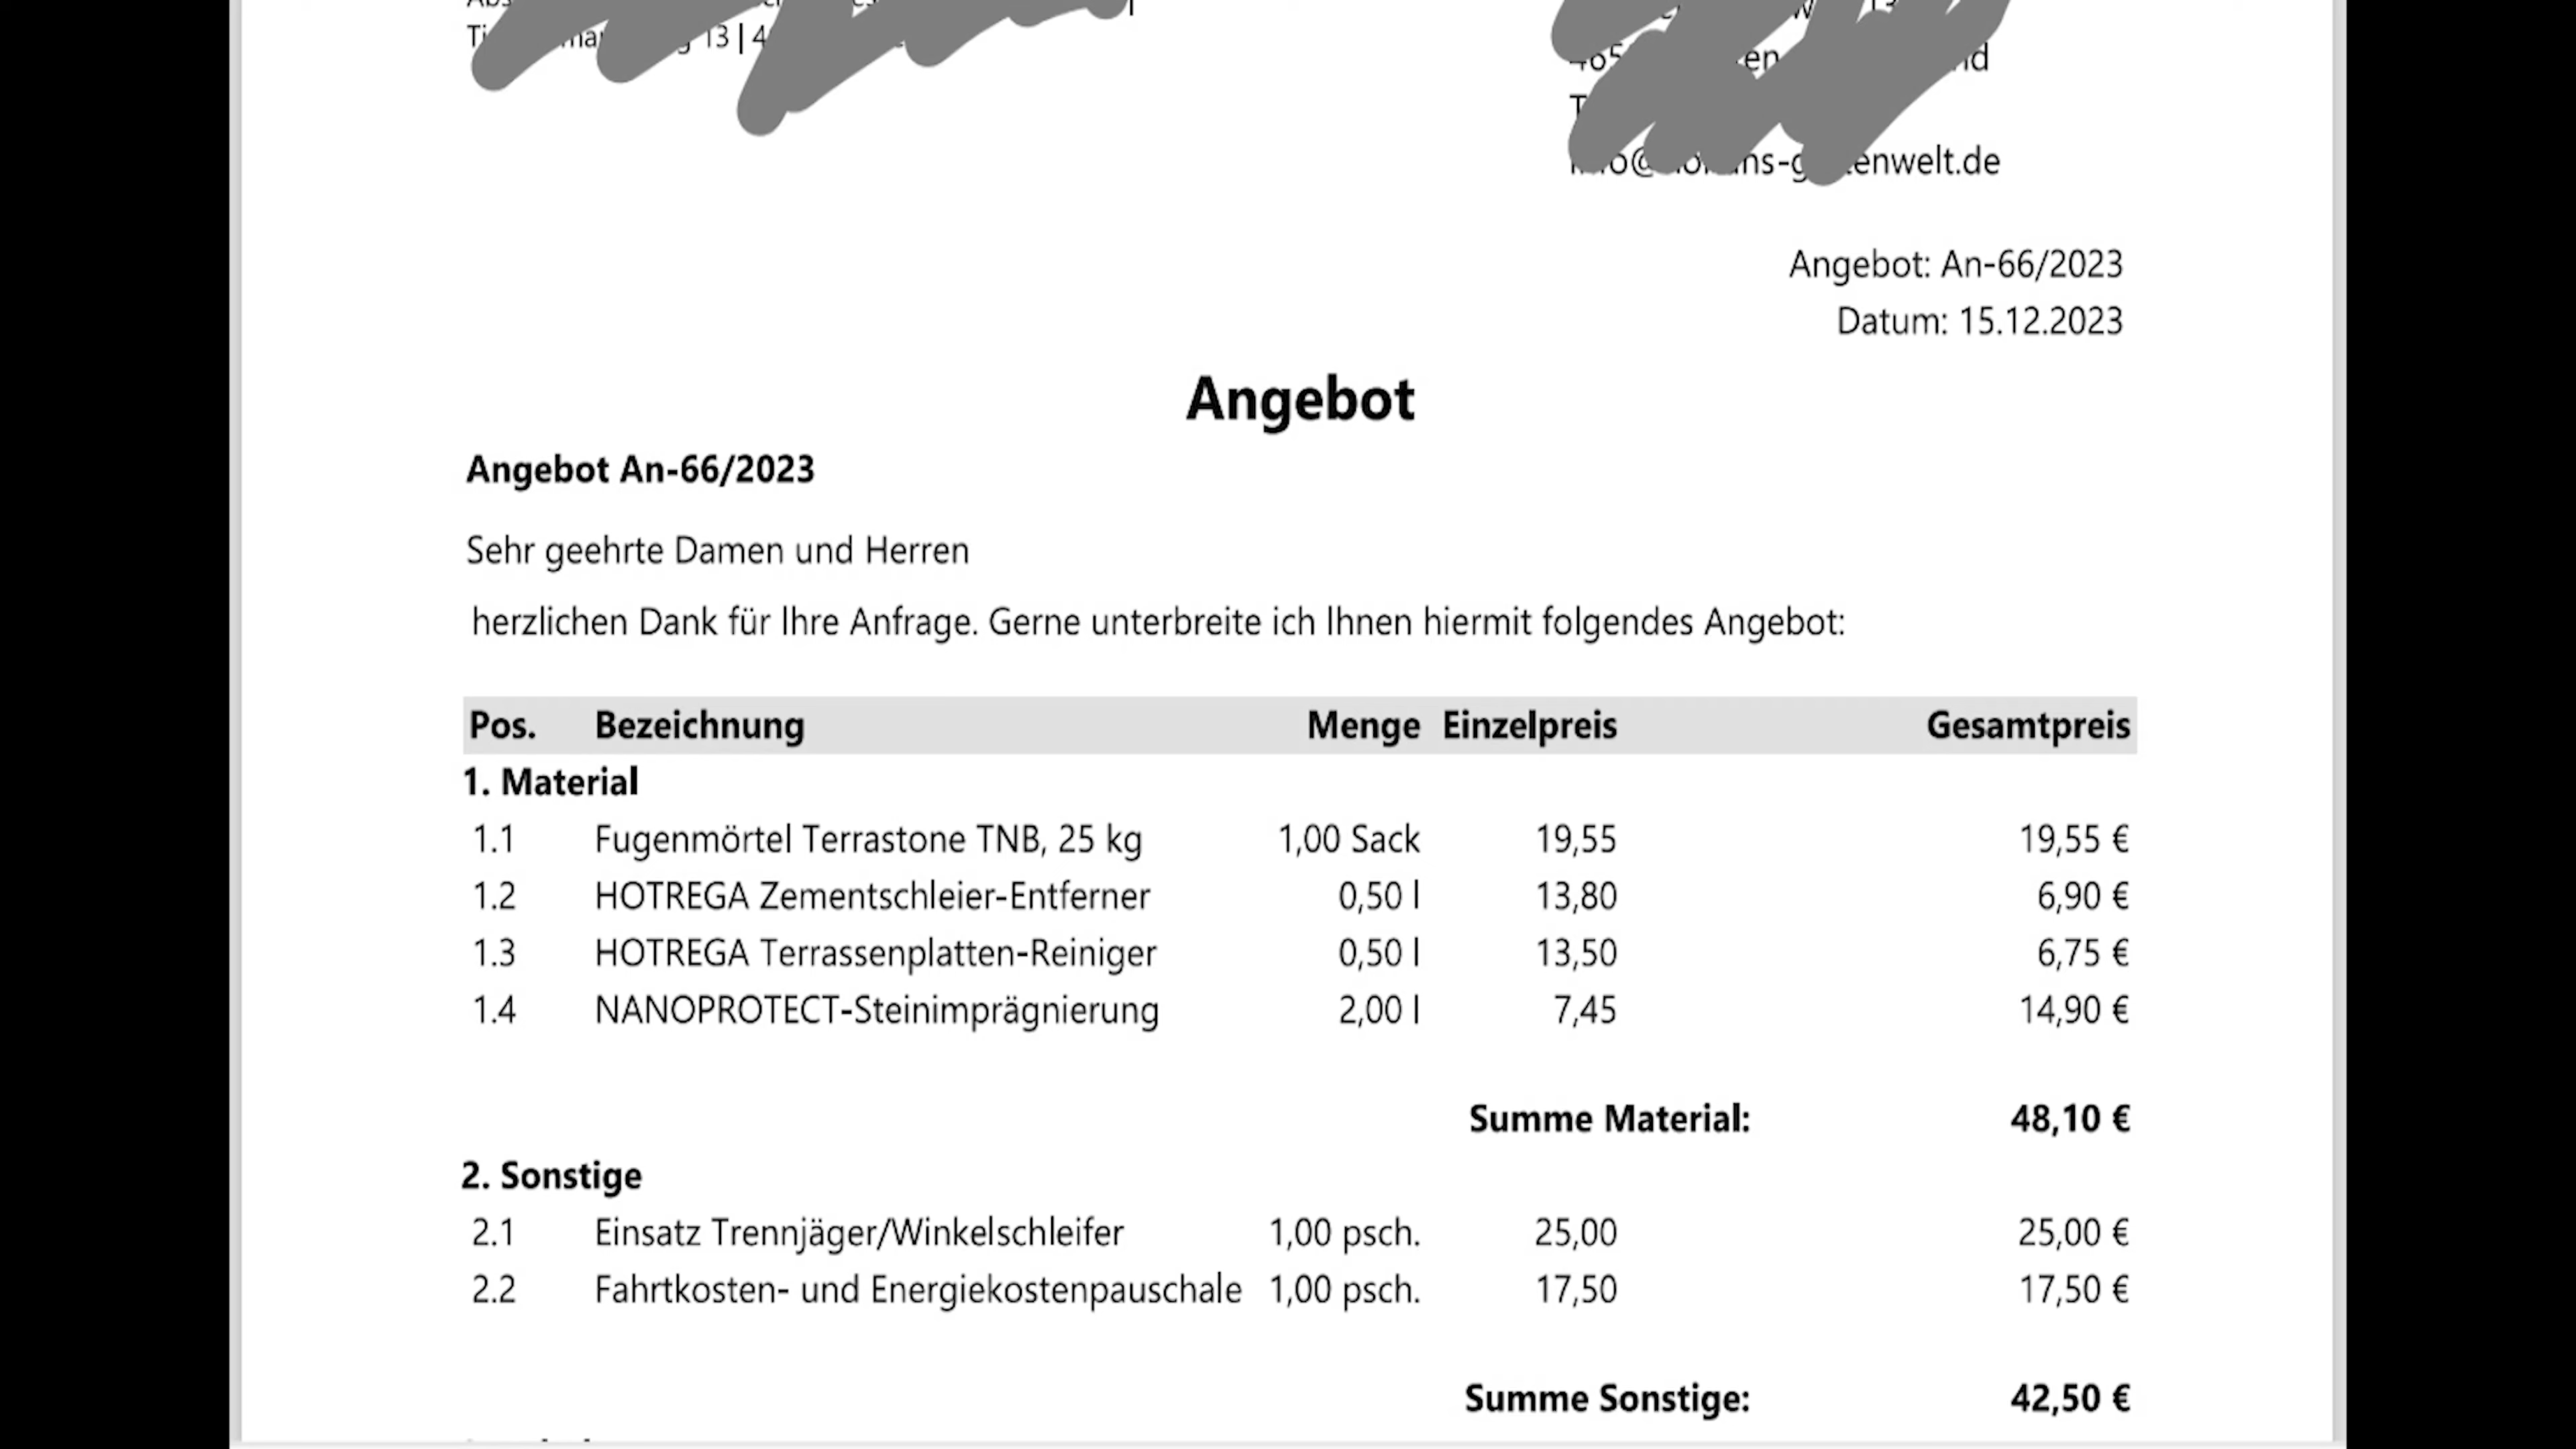 13 | 4
info@
enwelt.de
Angebot: An-66/2023
Datum: 15.12.2023
Angebot
Angebot An-66/2023
Sehr geehrte Damen und Herren
herzlichen Dank für Ihre Anfrage. Gerne unterbreite ich Ihnen hiermit folgendes Angebot:
Pos. Bezeichnung Menge Einzelpreis Gesamtpreis
1. Material
1.1 Fugenmörtel Terrastone TNB, 25 kg 1,00 Sack 19,55 19,55 €
1.2 HOTREGA Zementschleier-Entferner 0,50 l 13,80 6,90 €
1.3 HOTREGA Terrassenplatten-Reiniger 0,50 l 13,50 6,75 €
1.4 NANOPROTECT-Steinimprägnierung 2,00 l 7,45 14,90 €
Summe Material: 48,10 €
2. Sonstige
2.1 Einsatz Trennjäger/Winkelschleifer 1,00 psch. 25,00 25,00 €
2.2 Fahrtkosten- und Energiekostenpauschale 1,00 psch. 17,50 17,50 €
Summe Sonstige: 42,50 €